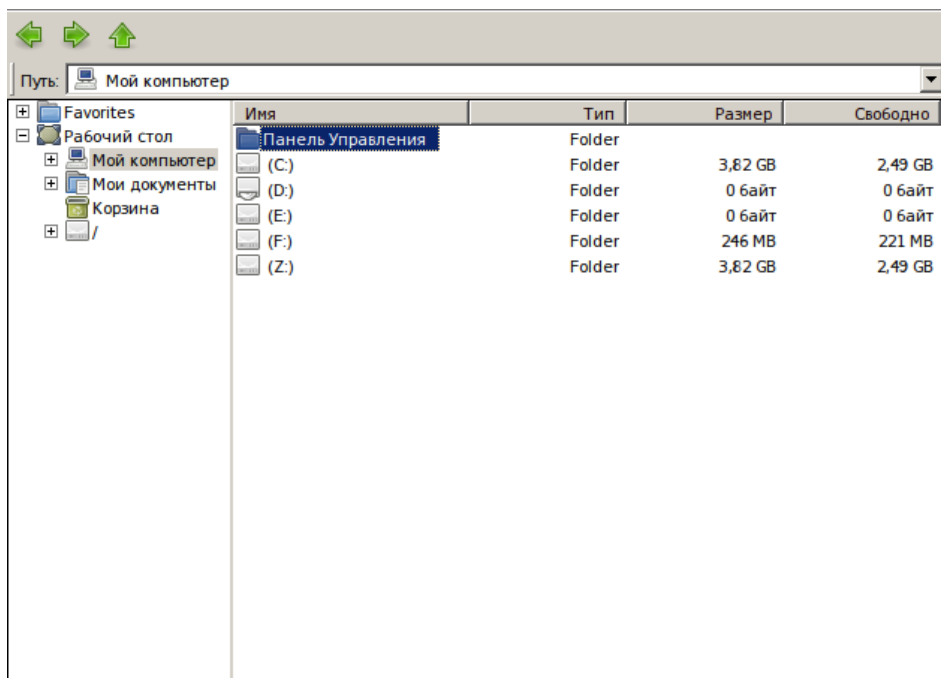 Путь: Мой компьютер
Favorites
Рабочий стол
Мой компьютер
Мои документы
Корзина
/
Имя Тип Размер Свободно
Панель Управления Folder
(C:) Folder 3,82 GB 2,49 GB
(D:) Folder 0 байт 0 байт
(E:) Folder 0 байт 0 байт
(F:) Folder 246 MB 221 MB
(Z:) Folder 3,82 GB 2,49 GB